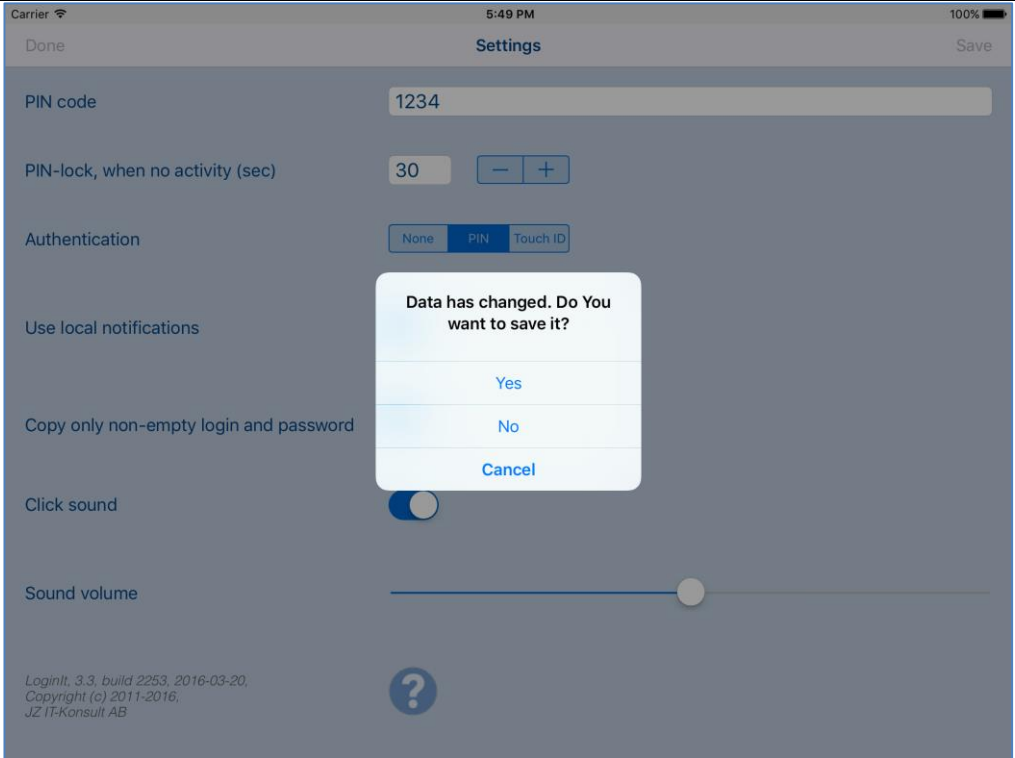 Carrier 5:49 PM 100%
Done Settings Save
PIN code 1234
PIN-lock, when no activity (sec) 30 − +
Authentication None PIN Touch ID
Data has changed. Do You
want to save it?
Use local notifications
Yes
Copy only non-empty login and password No
Cancel
Click sound
Sound volume
LoginIt, 3.3, build 2253, 2016-03-20,
Copyright (c) 2011-2016,
JZ IT-Konsult AB
?